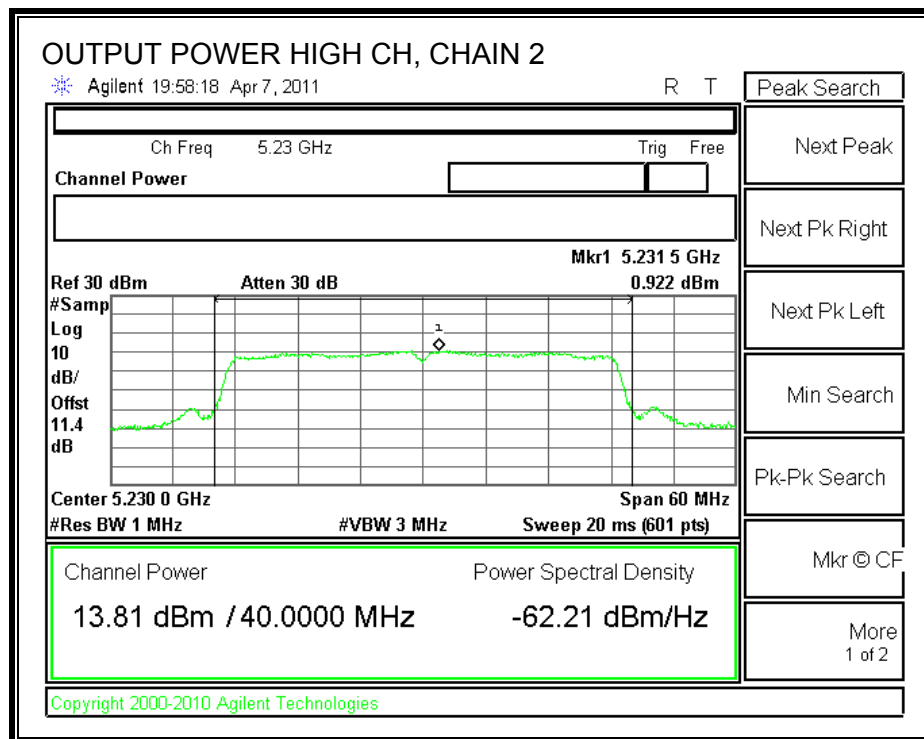 OUTPUT POWER HIGH CH, CHAIN 2
Agilent 19:58:18 Apr 7, 2011 R T
Peak Search
Ch Freq 5.23 GHz Trig Free
Next Peak
Channel Power
Next Pk Right
Mkr1 5.231 5 GHz
Ref 30 dBm Atten 30 dB 0.922 dBm
#Samp
Next Pk Left
Log
1
10
dB/
Min Search
Offst
11.4
dB
Pk-Pk Search
Center 5.230 0 GHz Span 60 MHz
#Res BW 1 MHz #VBW 3 MHz Sweep 20 ms (601 pts)
Mkr © CF
Channel Power Power Spectral Density
13.81 dBm / 40.0000 MHz -62.21 dBm/Hz
More
1 of 2
Copyright 2000-2010 Agilent Technologies